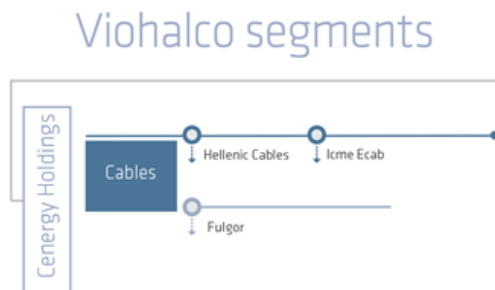 Viohalco segments
Cenergy Holdings
Cables
Hellenic Cables
Icme Ecab
Fulgor